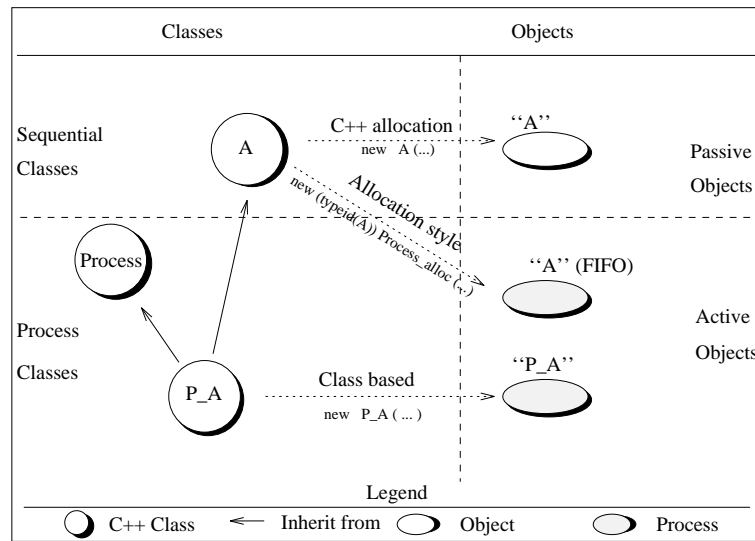 Classes
Objects
Sequential
Classes
A
C++ allocation
new A (...)
‘‘A’’
Passive
Objects
Allocation style
new (typeid(A)) Process_alloc (...)
Process
‘‘A’’ (FIFO)
Process
Classes
Active
Objects
P_A
Class based
new P_A ( ... )
‘‘P_A’’
Legend
C++ Class
Inherit from
Object
Process